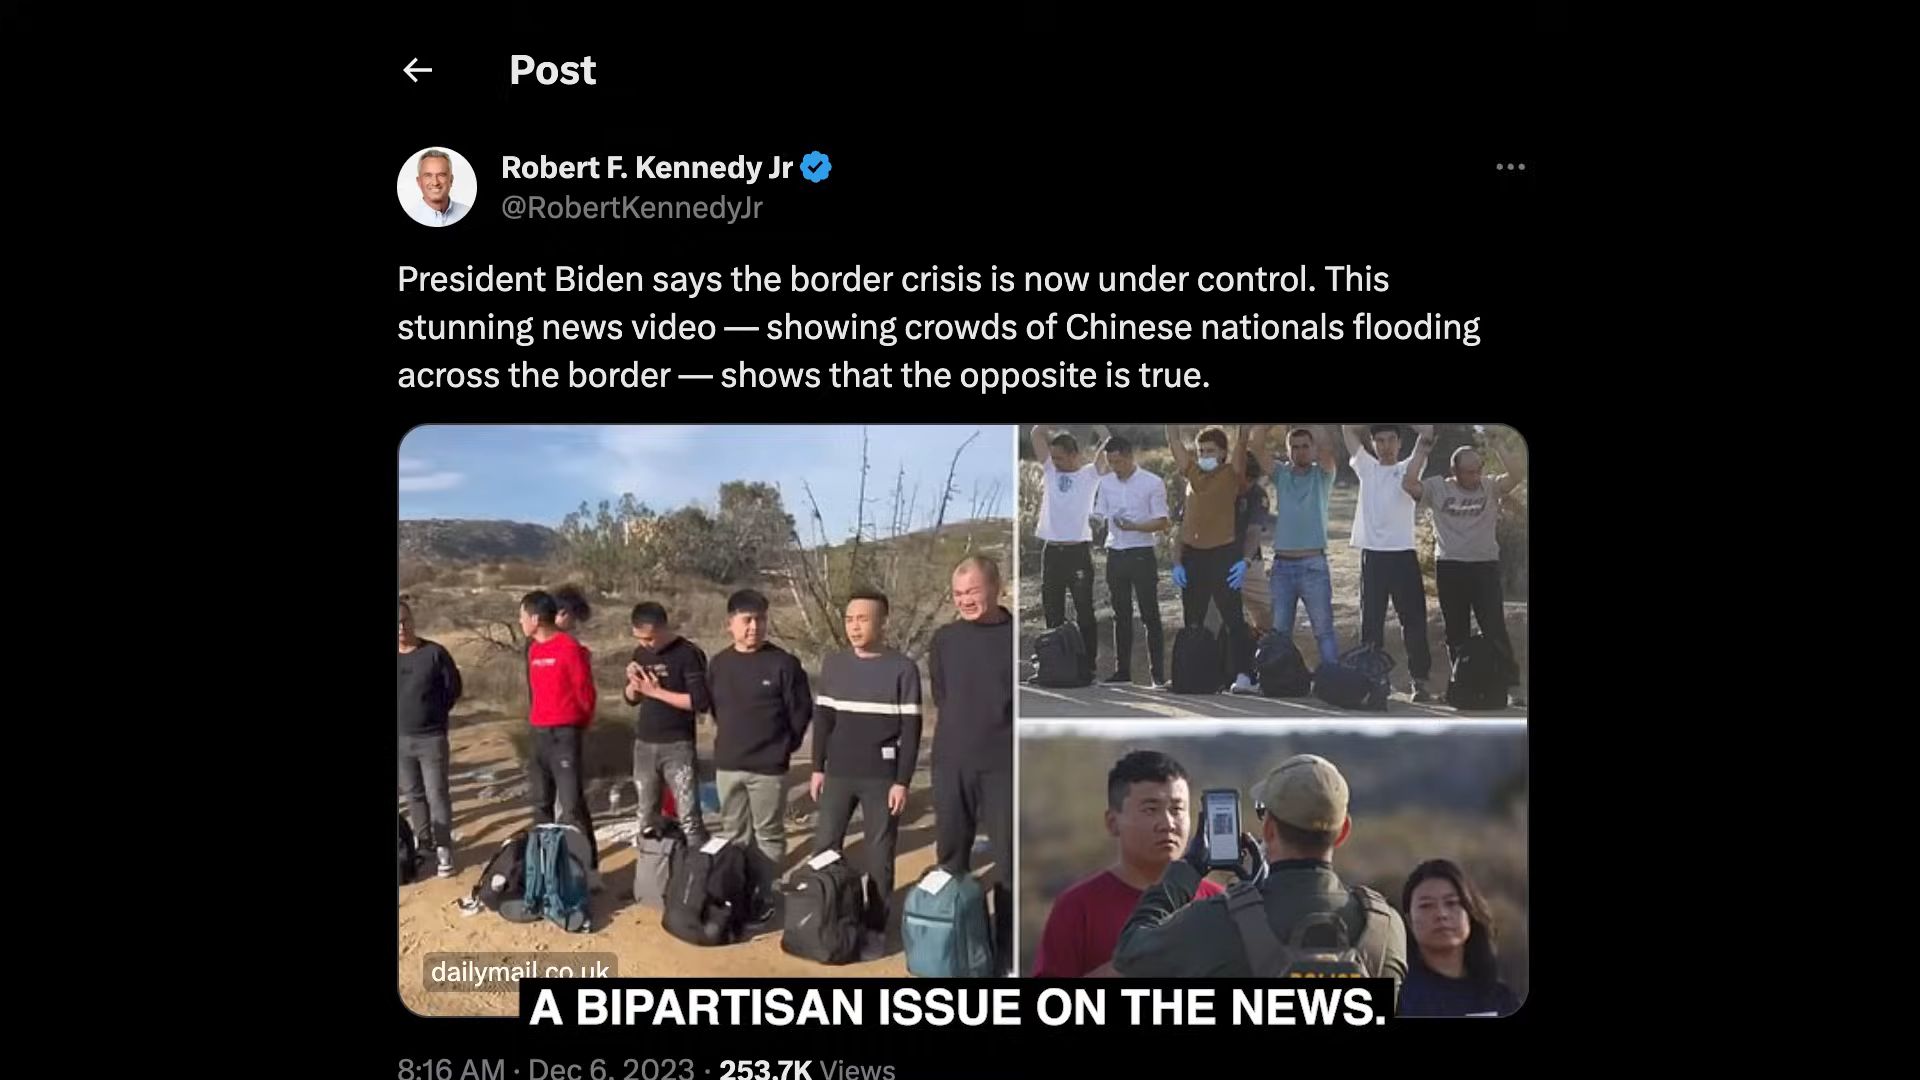 Post
Robert F. Kennedy Jr
@RobertKennedyJr
President Biden says the border crisis is now under control. This
stunning news video — showing crowds of Chinese nationals flooding
across the border — shows that the opposite is true.
dailymail.co.uk
A BIPARTISAN ISSUE ON THE NEWS.
8:16 AM · Dec 6, 2023 · 253.7K Views